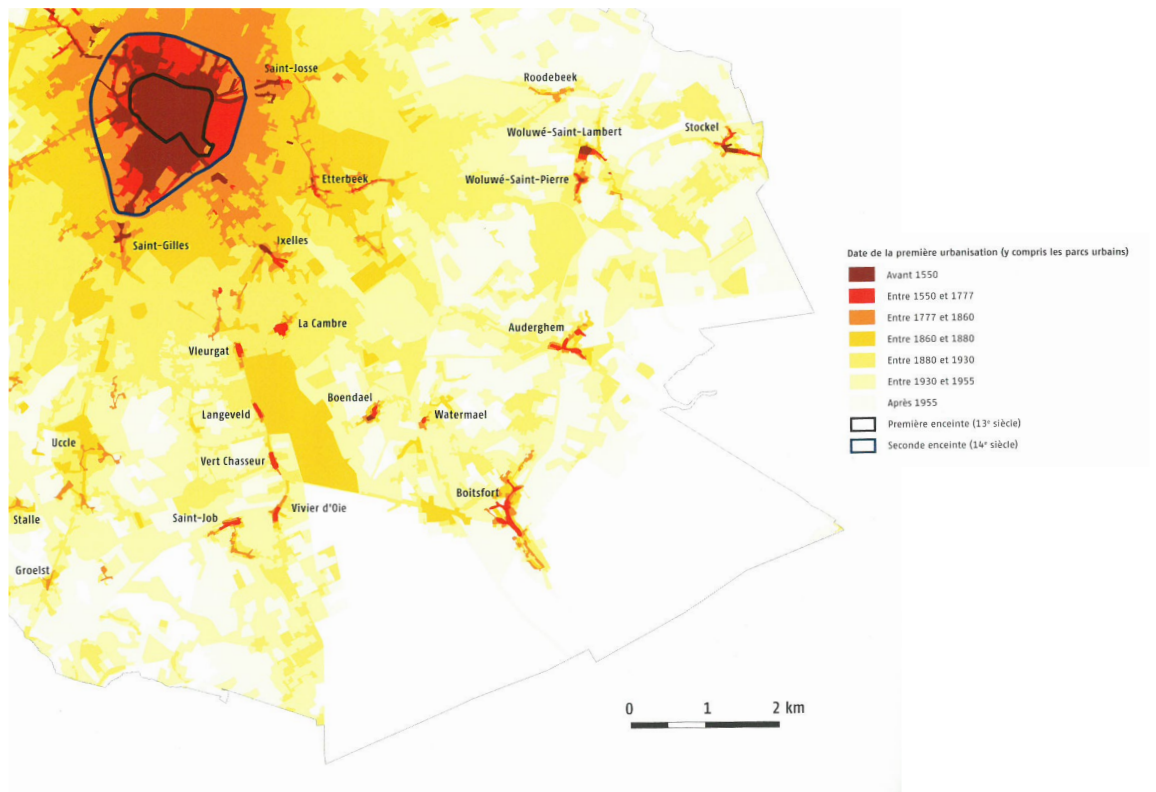 Saint-Josse
Roodebeek
Woluwé-Saint-Lambert
Stockel
Etterbeek
Woluwé-Saint-Pierre
Saint-Gilles
Ixelles
La Cambre
Auderghem
Vleurgat
Boendael
Langeveld
Watermael
Uccle
Vert Chasseur
Boitsfort
Vivier d'Oie
Stalle
Saint-Job
Groelst
Date de la première urbanisation (y compris les parcs urbains)
Avant 1550
Entre 1550 et 1777
Entre 1777 et 1860
Entre 1860 et 1880
Entre 1880 et 1930
Entre 1930 et 1955
Après 1955
Première enceinte (13e siècle)
Seconde enceinte (14e siècle)
0 1 2 km